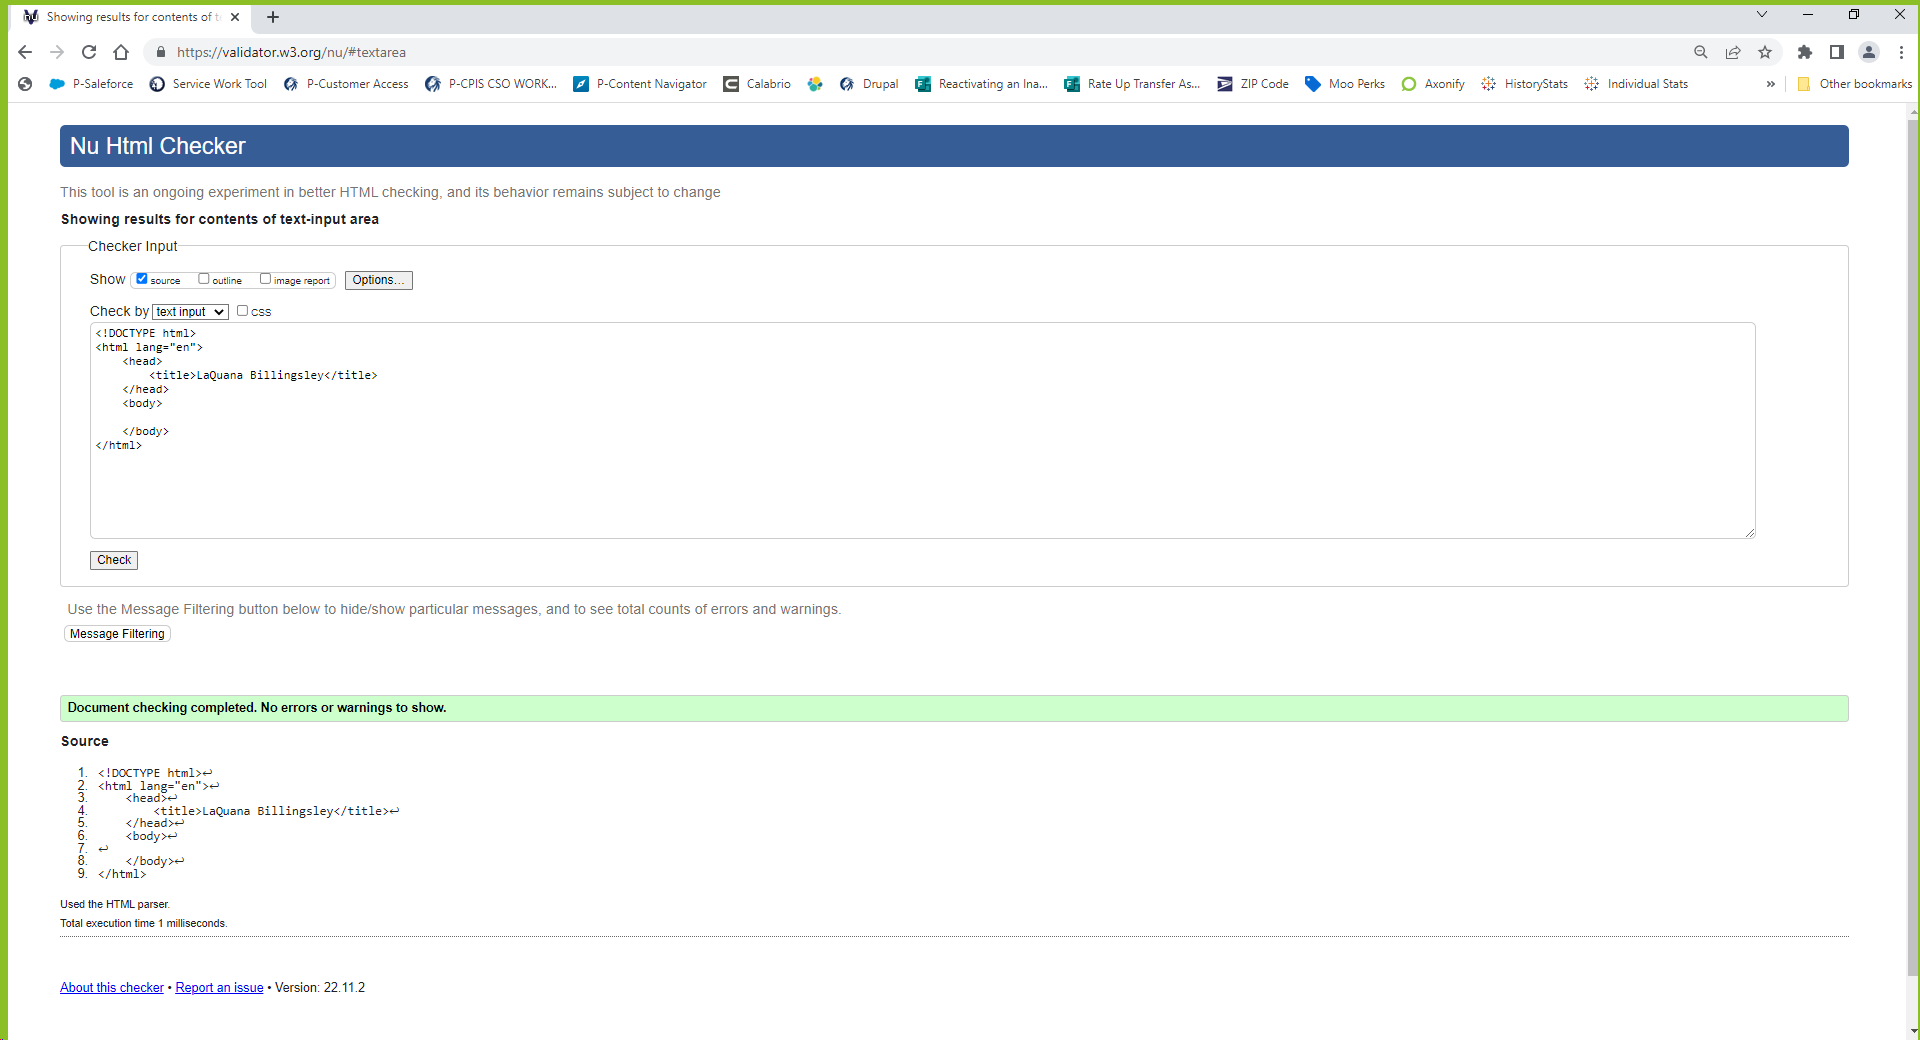 Showing results for contents of t
https://validator.w3.org/nu/#textarea
P-Saleforce Service Work Tool P-Customer Access P-CPIS CSO WORK... P-Content Navigator Calabrio Drupal Reactivating an Ina... Rate Up Transfer As... ZIP Code Moo Perks Axonify HistoryStats Individual Stats » Other bookmarks
Nu Html Checker
This tool is an ongoing experiment in better HTML checking, and its behavior remains subject to change
Showing results for contents of text-input area
Checker Input
Show source outline image report Options...
Check by text input css
<!DOCTYPE html>
<html lang="en">
    <head>
        <title>LaQuana Billingsley</title>
    </head>
    <body>
    </body>
</html>
Check
Use the Message Filtering button below to hide/show particular messages, and to see total counts of errors and warnings.
Message Filtering
Document checking completed. No errors or warnings to show.
Source
1. <!DOCTYPE html>↩
2. <html lang="en">↩
3.     <head>↩
4.         <title>LaQuana Billingsley</title>↩
5.     </head>↩
6.     <body>↩
7. ↩
8.     </body>↩
9. </html>
Used the HTML parser.
Total execution time 1 milliseconds.
About this checker • Report an issue • Version: 22.11.2